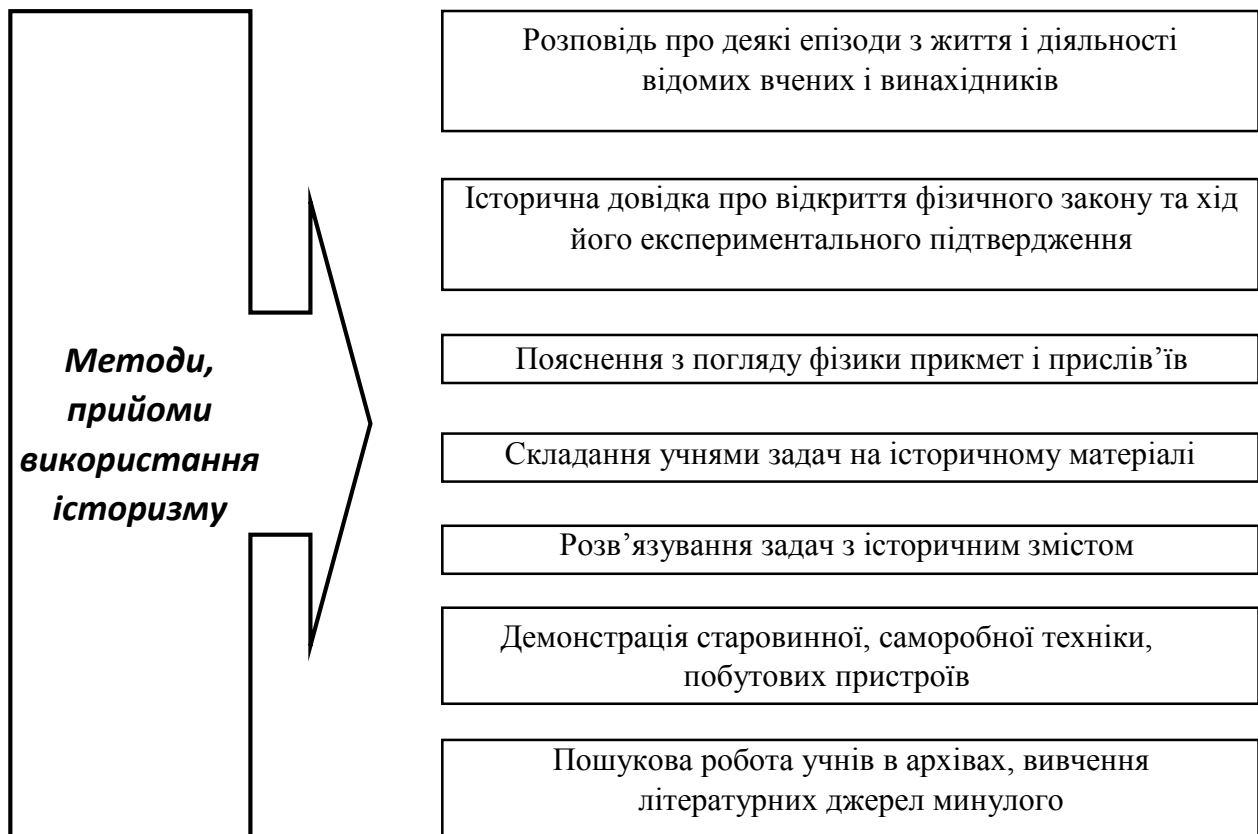 Методи,
прийоми
використання
історизму
Розповідь про деякі епізоди з життя і діяльності
відомих вчених і винахідників
Історична довідка про відкриття фізичного закону та хід
його експериментального підтвердження
Пояснення з погляду фізики прикмет і прислів’їв
Складання учнями задач на історичному матеріалі
Розв’язування задач з історичним змістом
Демонстрація старовинної, саморобної техніки,
побутових пристроїв
Пошукова робота учнів в архівах, вивчення
літературних джерел минулого